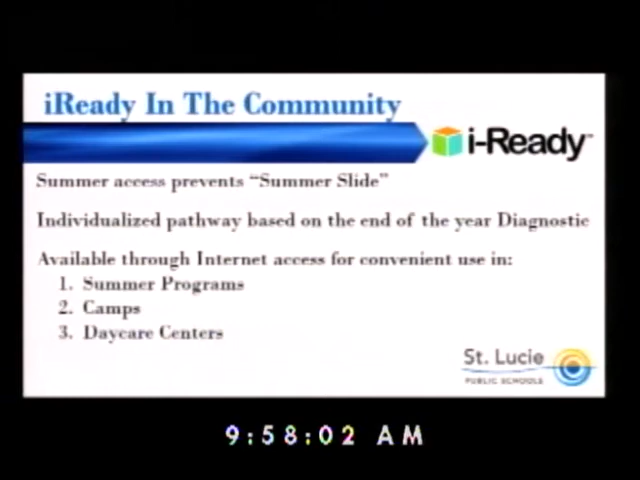 iReady In The Community
i-Ready™
Summer access prevents “Summer Slide”
Individualized pathway based on the end of the year Diagnostic
Available through Internet access for convenient use in:
1. Summer Programs
2. Camps
3. Daycare Centers
St. Lucie
PUBLIC SCHOOLS
9:58:02 AM